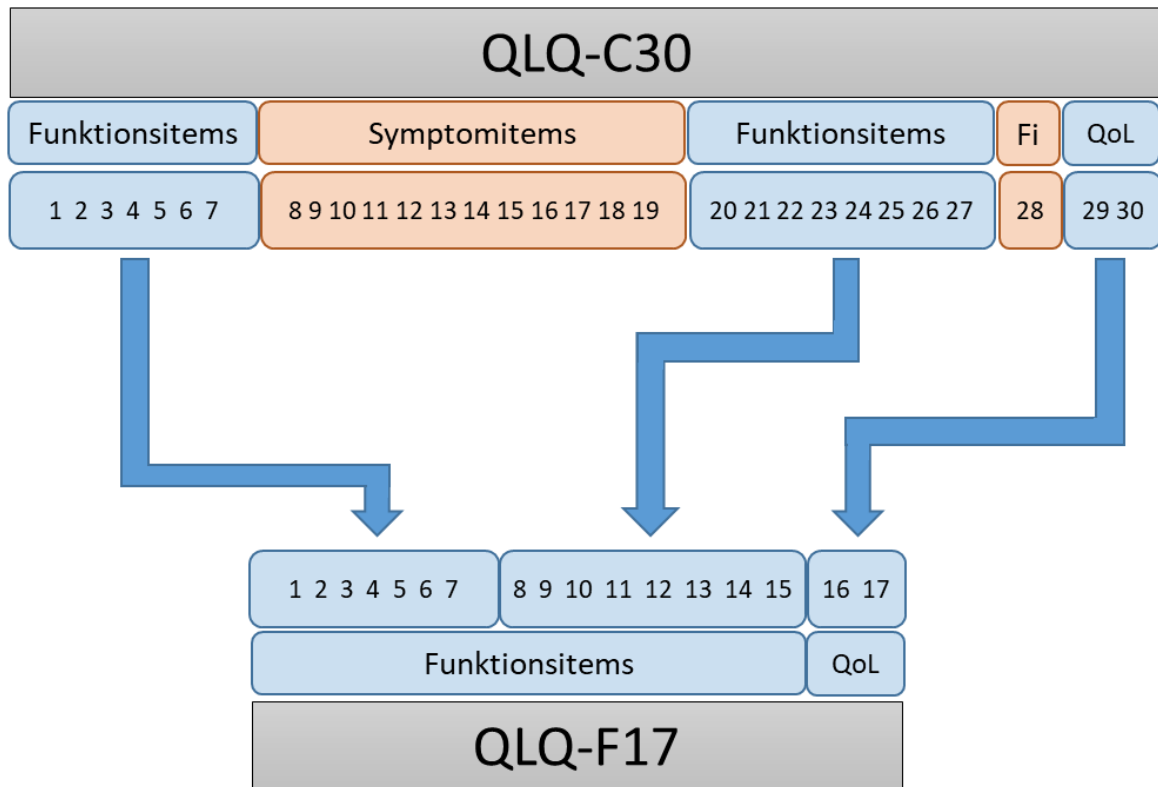 QLQ-C30
Funktionsitems Symptomitems Funktionsitems Fi QoL
1 2 3 4 5 6 7 8 9 10 11 12 13 14 15 16 17 18 19 20 21 22 23 24 25 26 27 28 29 30
1 2 3 4 5 6 7 8 9 10 11 12 13 14 15 16 17
Funktionsitems QoL
QLQ-F17